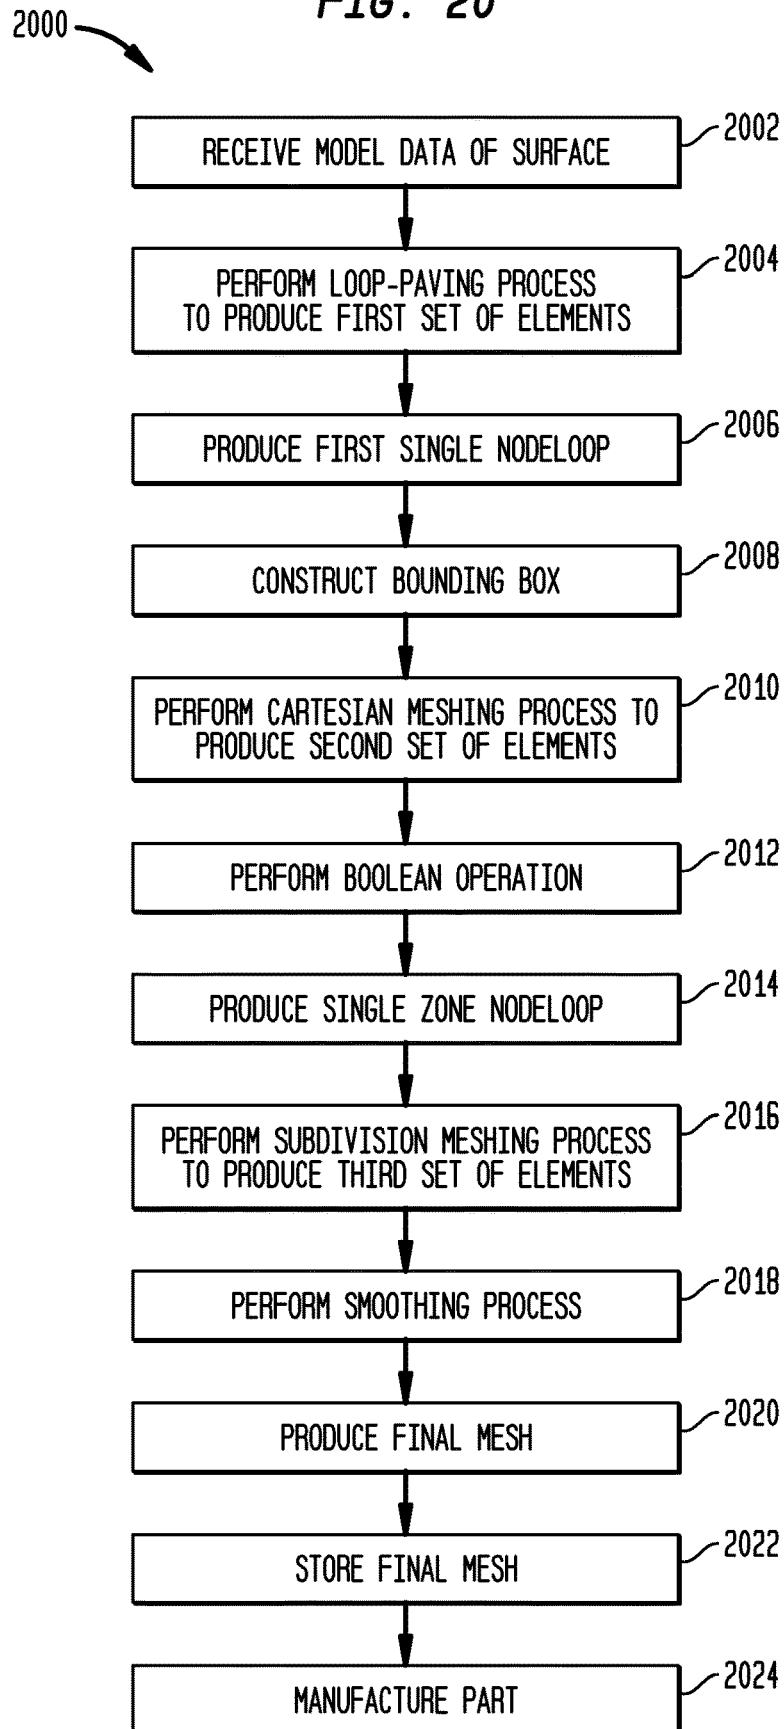 FIG. 20
2000
RECEIVE MODEL DATA OF SURFACE
2002
PERFORM LOOP-PAVING PROCESS
TO PRODUCE FIRST SET OF ELEMENTS
2004
PRODUCE FIRST SINGLE NODELOOP
2006
CONSTRUCT BOUNDING BOX
2008
PERFORM CARTESIAN MESHING PROCESS TO
PRODUCE SECOND SET OF ELEMENTS
2010
PERFORM BOOLEAN OPERATION
2012
PRODUCE SINGLE ZONE NODELOOP
2014
PERFORM SUBDIVISION MESHING PROCESS
TO PRODUCE THIRD SET OF ELEMENTS
2016
PERFORM SMOOTHING PROCESS
2018
PRODUCE FINAL MESH
2020
STORE FINAL MESH
2022
MANUFACTURE PART
2024